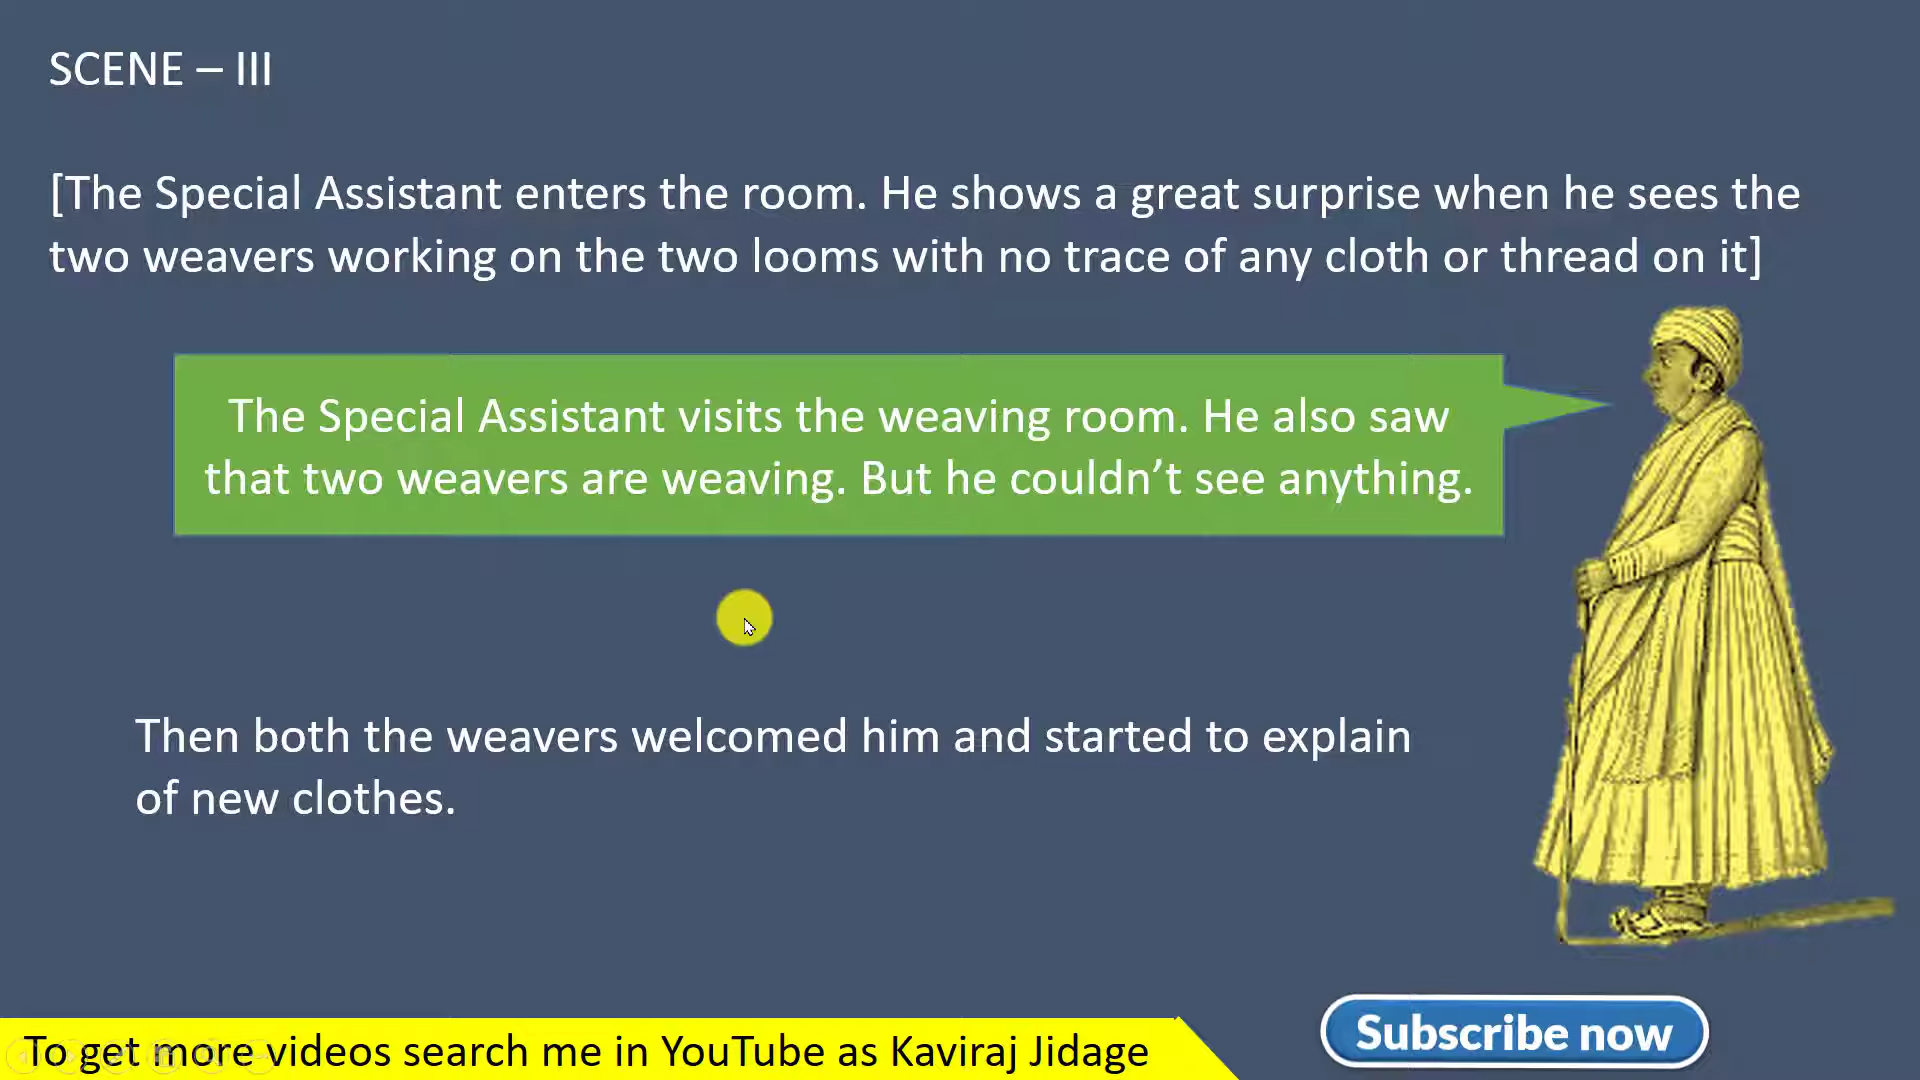 SCENE – III
[The Special Assistant enters the room. He shows a great surprise when he sees the
two weavers working on the two looms with no trace of any cloth or thread on it]
The Special Assistant visits the weaving room. He also saw
that two weavers are weaving. But he couldn’t see anything.
Then both the weavers welcomed him and started to explain
of new clothes.
To get more videos search me in YouTube as Kaviraj Jidage
Subscribe now